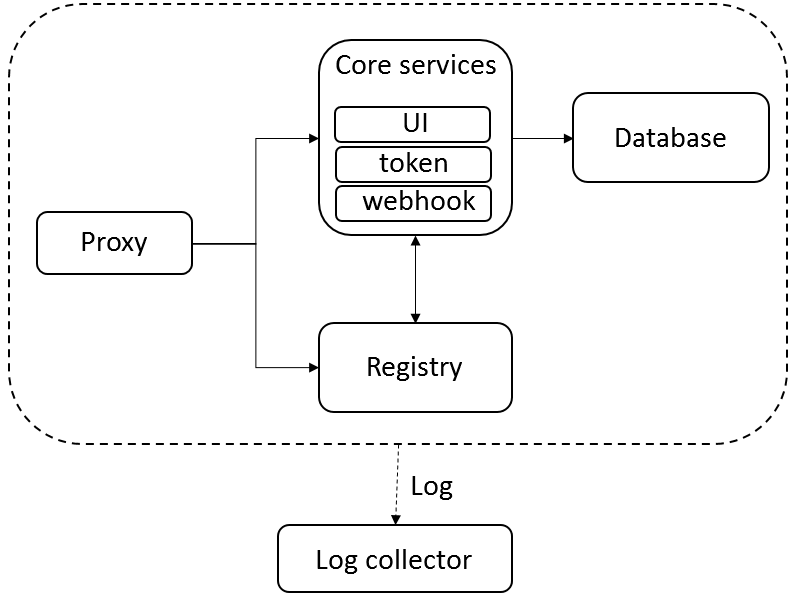 Core services
UI
token
webhook
Database
Proxy
Registry
Log
Log collector